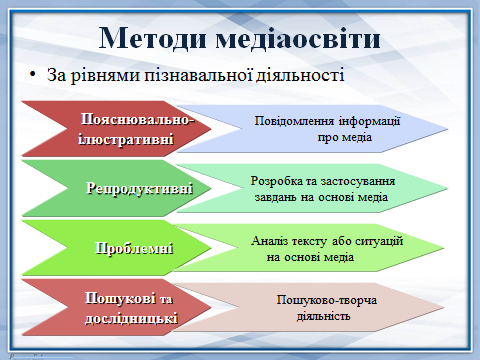 Методи медіаосвіти
• За рівнями пізнавальної діяльності
Пояснювально-
ілюстративні
Повідомлення інформації
про медіа
Репродуктивні
Розробка та застосування
завдань на основі медіа
Проблемні
Аналіз тексту або ситуацій
на основі медіа
Пошукові та
дослідницькі
Пошуково-творча
діяльність